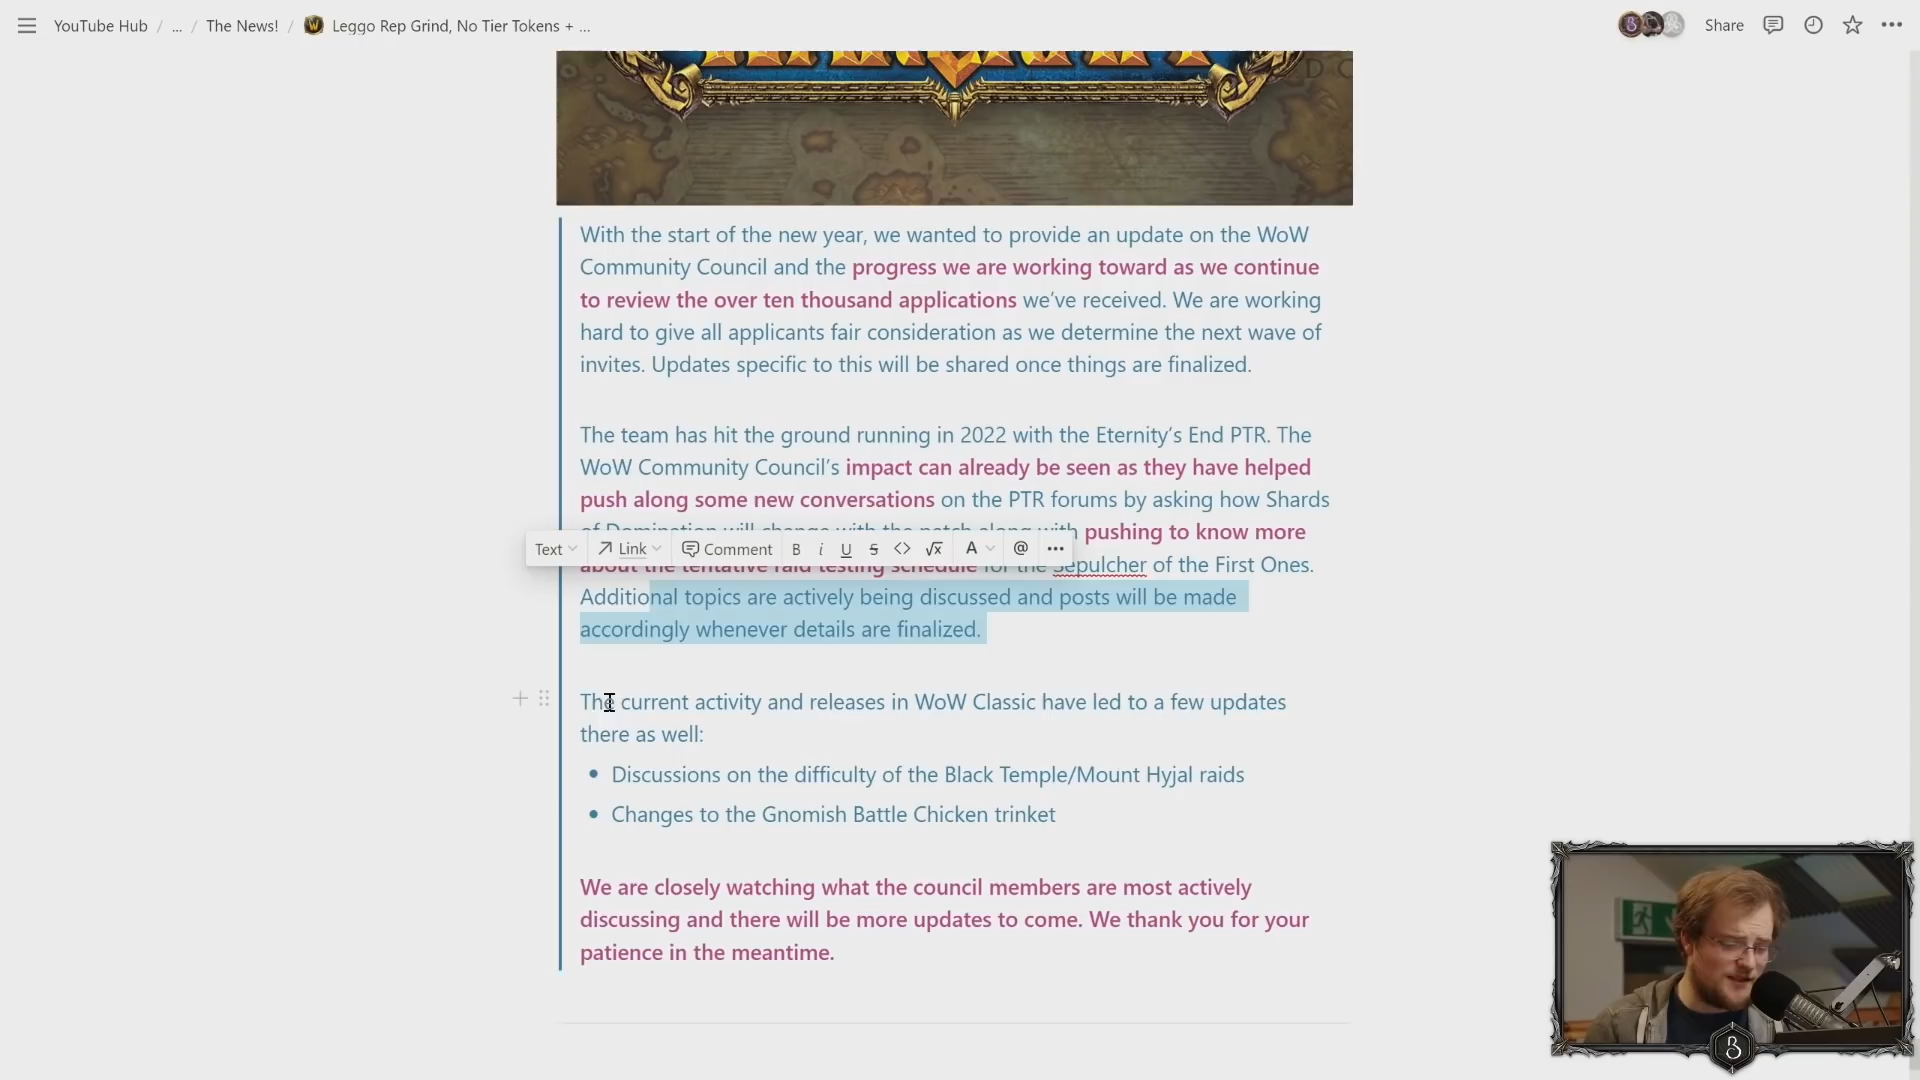 YouTube Hub / ... / The News! / Leggo Rep Grind, No Tier Tokens + ...
Share
With the start of the new year, we wanted to provide an update on the WoW
Community Council and the progress we are working toward as we continue
to review the over ten thousand applications we've received. We are working
hard to give all applicants fair consideration as we determine the next wave of
invites. Updates specific to this will be shared once things are finalized.
The team has hit the ground running in 2022 with the Eternity's End PTR. The
WoW Community Council's impact can already be seen as they have helped
push along some new conversations on the PTR forums by asking how Shards
of Domination will change with the patch along with pushing to know more
Text Link Comment B i U S <> √x A @ •••
about the tentative raid testing schedule for the Sepulcher of the First Ones.
Additional topics are actively being discussed and posts will be made
accordingly whenever details are finalized.
The current activity and releases in WoW Classic have led to a few updates
there as well:
• Discussions on the difficulty of the Black Temple/Mount Hyjal raids
• Changes to the Gnomish Battle Chicken trinket
We are closely watching what the council members are most actively
discussing and there will be more updates to come. We thank you for your
patience in the meantime.
B